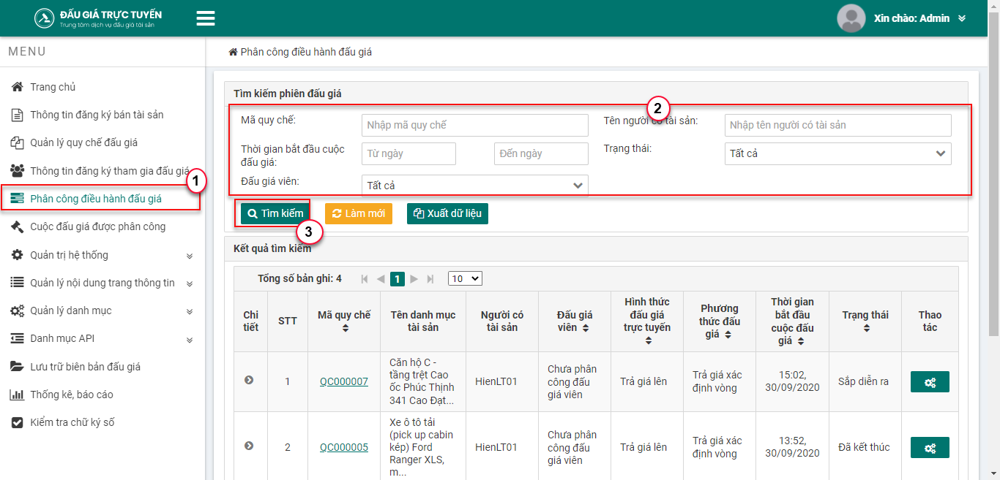 ĐẤU GIÁ TRỰC TUYẾN
Trung tâm dịch vụ đấu giá tài sản
Xin chào: Admin
MENU
Trang chủ
Thông tin đăng ký bán tài sản
Quản lý quy chế đấu giá
Thông tin đăng ký tham gia đấu giá
1
Phân công điều hành đấu giá
Cuộc đấu giá được phân công
Quản trị hệ thống
Quản lý nội dung trang thông tin
Quản lý danh mục
Danh mục API
Lưu trữ biên bản đấu giá
Thống kê, báo cáo
Kiểm tra chữ ký số
Phân công điều hành đấu giá
Tìm kiếm phiên đấu giá
2
Mã quy chế:
Nhập mã quy chế
Tên người có tài sản:
Nhập tên người có tài sản
Thời gian bắt đầu cuộc
đấu giá:
Từ ngày
Đến ngày
Trạng thái:
Tất cả
Đấu giá viên:
Tất cả
Tìm kiếm
Làm mới
Xuất dữ liệu
3
Kết quả tìm kiếm
Tổng số bản ghi: 4
1
10
Chi
tiết
STT
Mã quy chế
Tên danh mục
tài sản
Người có
tài sản
Đấu giá
viên
Hình thức
đấu giá
trực tuyến
Phương
thức đấu
giá
Thời gian
bắt đầu
cuộc đấu
giá
Trạng thái
Thao
tác
1
QC000007
Căn hộ C -
tầng trệt Cao
ốc Phúc Thịnh
341 Cao Đạt...
HienLT01
Chưa phân
công đấu
giá viên
Trả giá lên
Trả giá xác
định vòng
15:02,
30/09/2020
Sắp diễn ra
2
QC000005
Xe ô tô tải
(pick up cabin
kép) Ford
Ranger XLS,
m...
HienLT01
Chưa phân
công đấu
giá viên
Trả giá lên
Trả giá xác
định vòng
13:52,
30/09/2020
Đã kết thúc